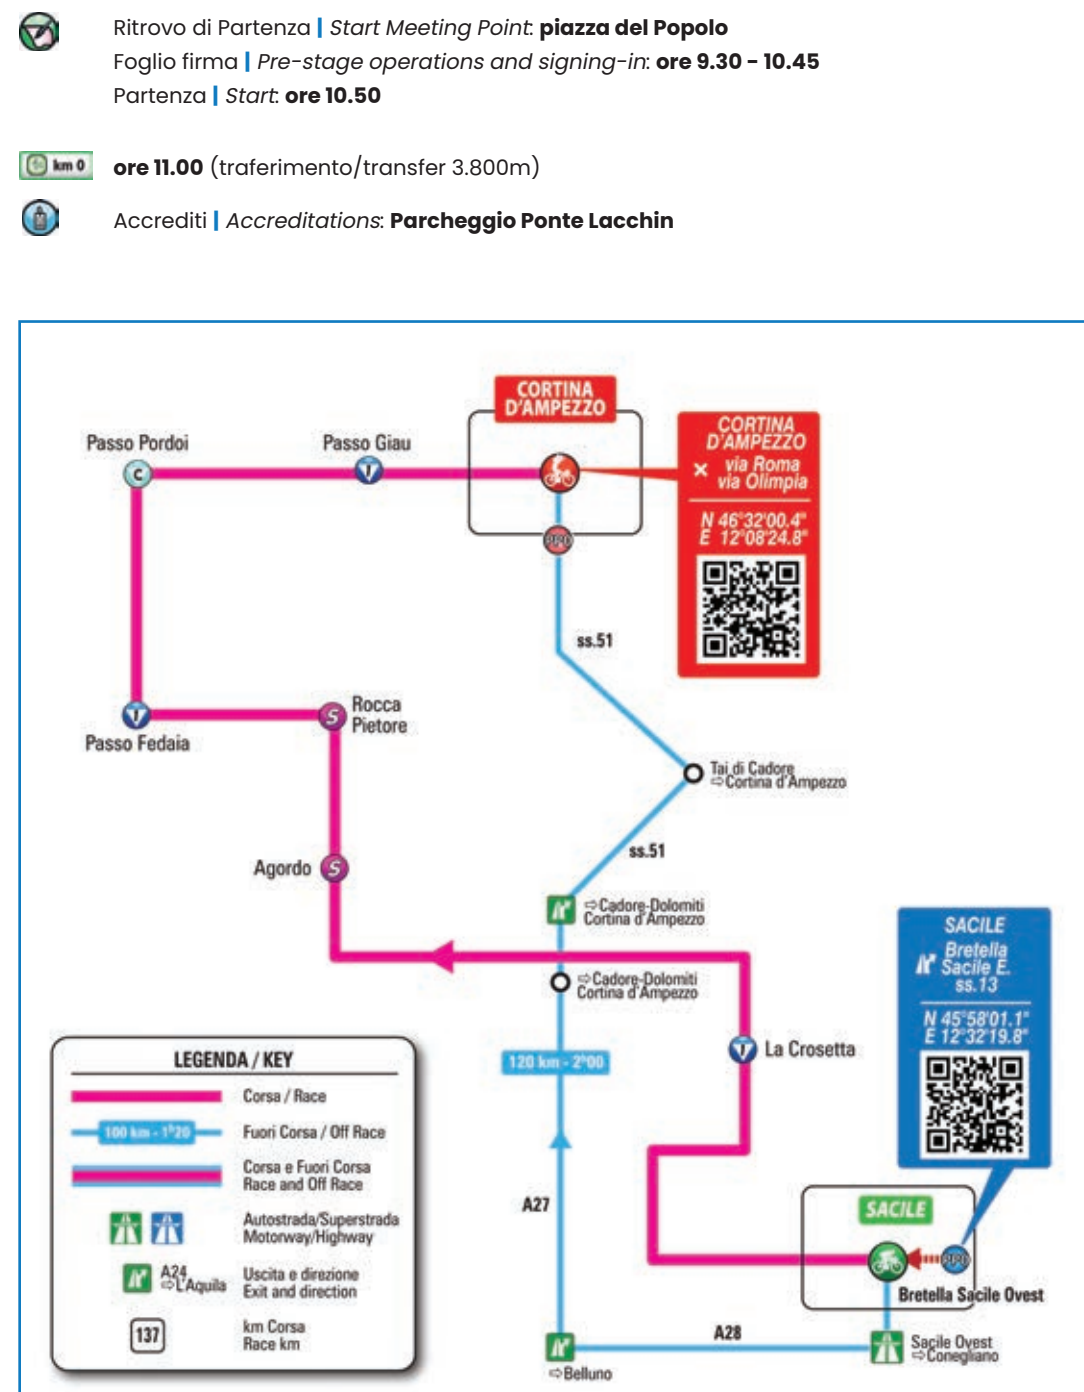 Ritrovo di Partenza | Start Meeting Point: piazza del Popolo
Foglio firma | Pre-stage operations and signing-in: ore 9.30 - 10.45
Partenza | Start: ore 10.50
km 0
ore 11.00 (traferimento/transfer 3.800m)
Accrediti | Accreditations: Parcheggio Ponte Lacchin
CORTINA
D'AMPEZZO
CORTINA
D'AMPEZZO
via Roma
via Olimpia
N 46°32'00.4"
E 12°08'24.8"
Passo Pordoi
C
Passo Giau
PPO
ss.51
Rocca
Pietore
S
Passo Fedaia
Tai di Cadore
⇨Cortina d'Ampezzo
ss.51
Agordo
S
⇨Cadore-Dolomiti
Cortina d'Ampezzo
SACILE
Bretella
Sacile E.
ss.13
N 45°58'01.1"
E 12°32'19.8"
⇨Cadore-Dolomiti
Cortina d'Ampezzo
La Crosetta
120 km - 2h00
LEGENDA / KEY
Corsa / Race
100 km - 1h20
Fuori Corsa / Off Race
Corsa e Fuori Corsa
Race and Off Race
Autostrada/Superstrada
Motorway/Highway
A24
⇨L'Aquila
Uscita e direzione
Exit and direction
137
km Corsa
Race km
A27
SACILE
PPO
Bretella Sacile Ovest
A28
Sacile Ovest
⇨Conegliano
⇨Belluno